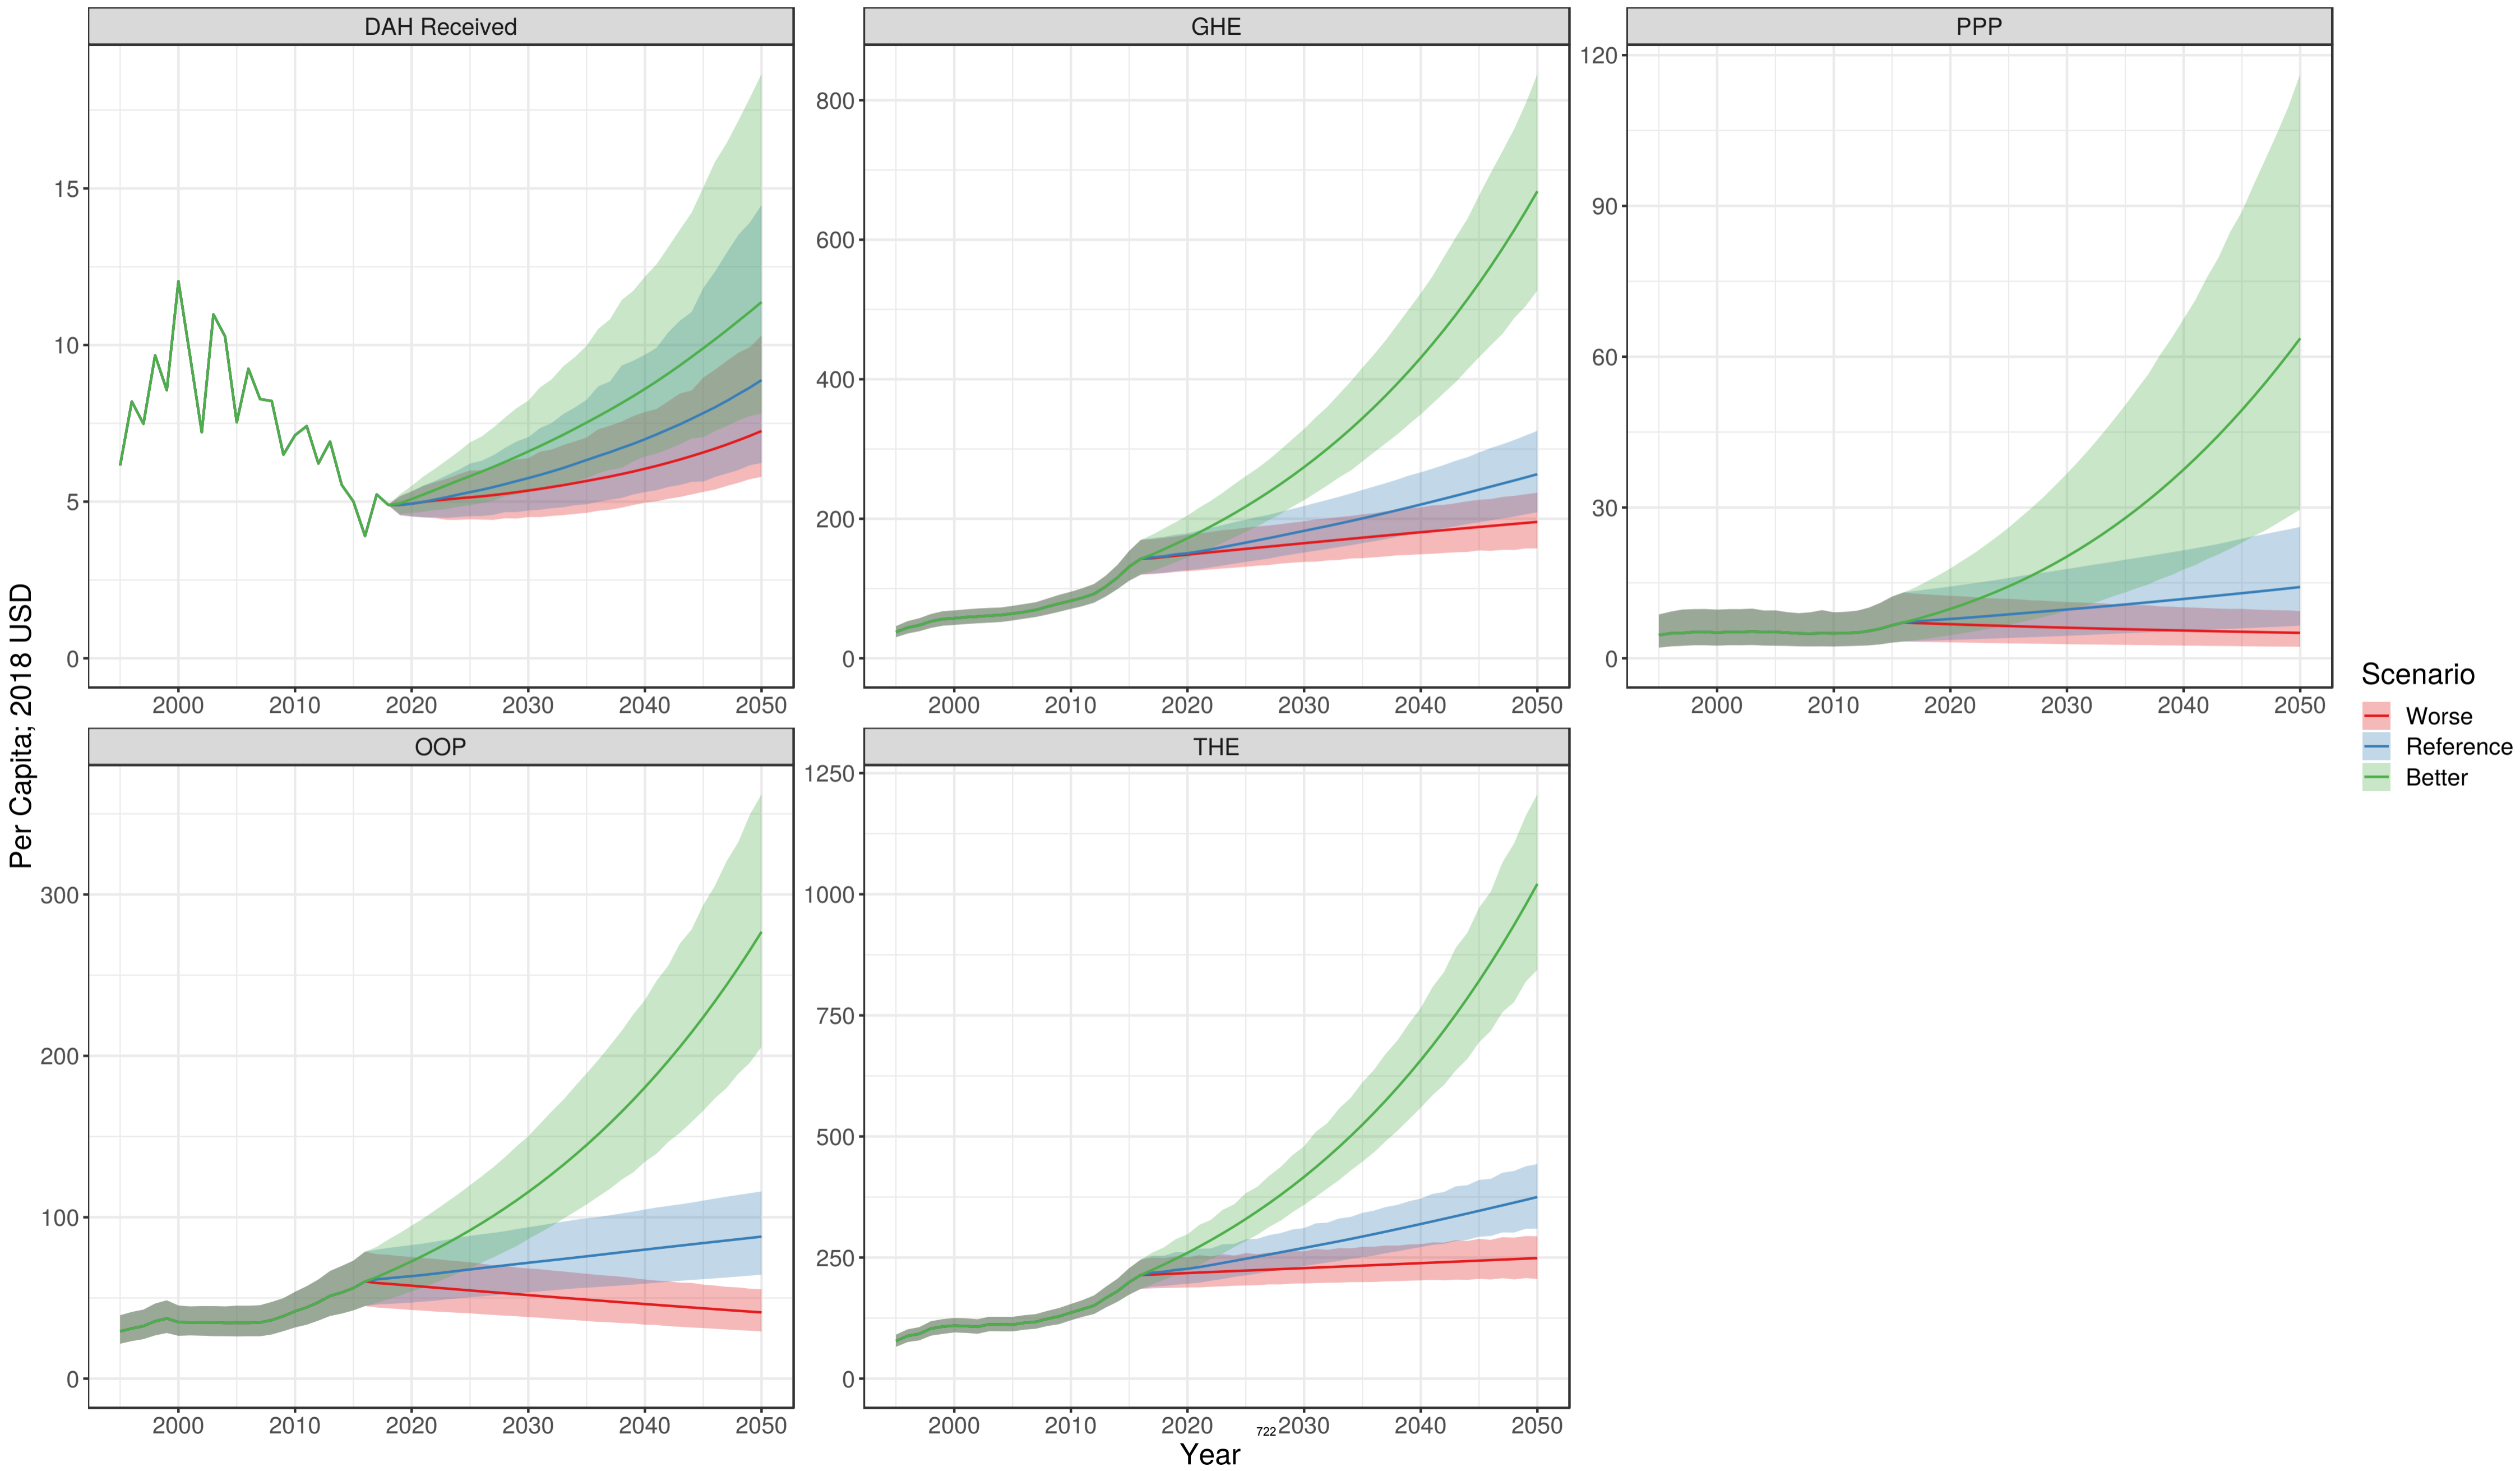 DAH Received
GHE
PPP
Per Capita; 2018 USD
0
5
10
15
2000 2010 2020 2030 2040 2050
0
200
400
600
800
2000 2010 2020 2030 2040 2050
0
30
60
90
120
2000 2010 2020 2030 2040 2050
OOP
THE
0
100
200
300
2000 2010 2020 2030 2040 2050
0
250
500
750
1000
1250
2000 2010 2020 2030 2040 2050
722
Year
Scenario
Worse
Reference
Better